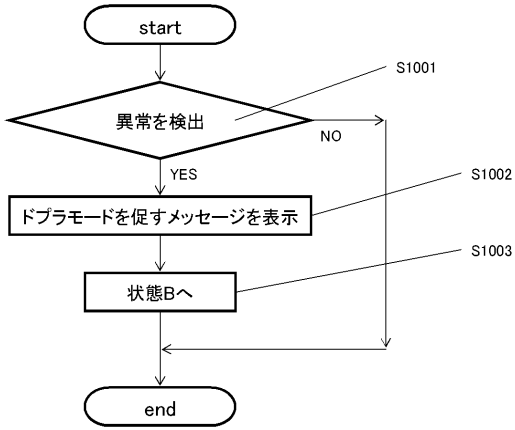 start
S1001
異常を検出
NO
YES
S1002
ドプラモードを促すメッセージを表示
S1003
状態Bへ
end